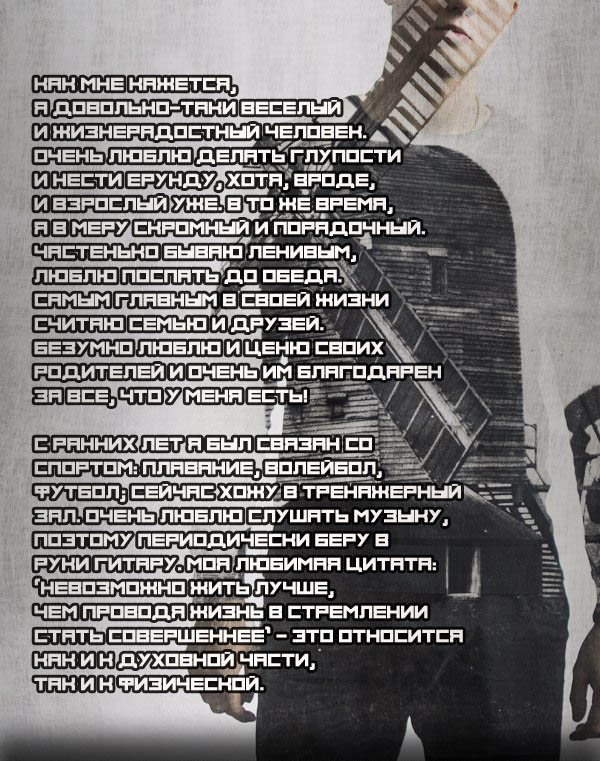 КАК МНЕ КАЖЕТСЯ,
Я ДОВОЛЬНО-ТАКИ ВЕСЕЛЫЙ
И ЖИЗНЕРАДОСТНЫЙ ЧЕЛОВЕК.
ОЧЕНЬ ЛЮБЛЮ ДЕЛАТЬ ГЛУПОСТИ
И НЕСТИ ЕРУНДУ, ХОТЯ, ВРОДЕ,
И ВЗРОСЛЫЙ УЖЕ. В ТО ЖЕ ВРЕМЯ,
Я В МЕРУ СКРОМНЫЙ И ПОРЯДОЧНЫЙ.
ЧАСТЕНЬКО БЫВАЮ ЛЕНИВЫМ,
ЛЮБЛЮ ПОСПАТЬ ДО ОБЕДА.
САМЫМ ГЛАВНЫМ В СВОЕЙ ЖИЗНИ
СЧИТАЮ СЕМЬЮ И ДРУЗЕЙ.
БЕЗУМНО ЛЮБЛЮ И ЦЕНЮ СВОИХ
РОДИТЕЛЕЙ И ОЧЕНЬ ИМ БЛАГОДАРЕН
ЗА ВСЕ, ЧТО У МЕНЯ ЕСТЬ!
С РАННИХ ЛЕТ Я БЫЛ СВЯЗАН СО
СПОРТОМ: ПЛАВАНИЕ, ВОЛЕЙБОЛ,
ФУТБОЛ; СЕЙЧАС ХОЖУ В ТРЕНАЖЕРНЫЙ
ЗАЛ. ОЧЕНЬ ЛЮБЛЮ СЛУШАТЬ МУЗЫКУ,
ПОЭТОМУ ПЕРИОДИЧЕСКИ БЕРУ В
РУКИ ГИТАРУ. МОЯ ЛЮБИМАЯ ЦИТАТА:
'НЕВОЗМОЖНО ЖИТЬ ЛУЧШЕ,
ЧЕМ ПРОВОДЯ ЖИЗНЬ В СТРЕМЛЕНИИ
СТАТЬ СОВЕРШЕННЕЕ' - ЭТО ОТНОСИТСЯ
КАК И К ДУХОВНОЙ ЧАСТИ,
ТАК И К ФИЗИЧЕСКОЙ.